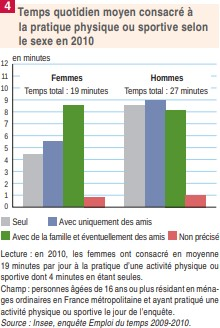 4 Temps quotidien moyen consacré à
la pratique physique ou sportive selon
le sexe en 2010
en minutes
12
11
10
9
8
7
6
5
4
3
2
1
0
Femmes
Temps total : 19 minutes
Hommes
Temps total : 27 minutes
Seul Avec uniquement des amis
Avec de la famille et éventuellement des amis Non précisé
Lecture : en 2010, les femmes ont consacré en moyenne
19 minutes par jour à la pratique d'une activité physique ou
sportive dont 4 minutes en étant seules.
Champ : personnes âgées de 16 ans ou plus résidant en ména-
ges ordinaires en France métropolitaine et ayant pratiqué une
activité physique ou sportive le jour de l'enquête.
Source : Insee, enquête Emploi du temps 2009-2010.